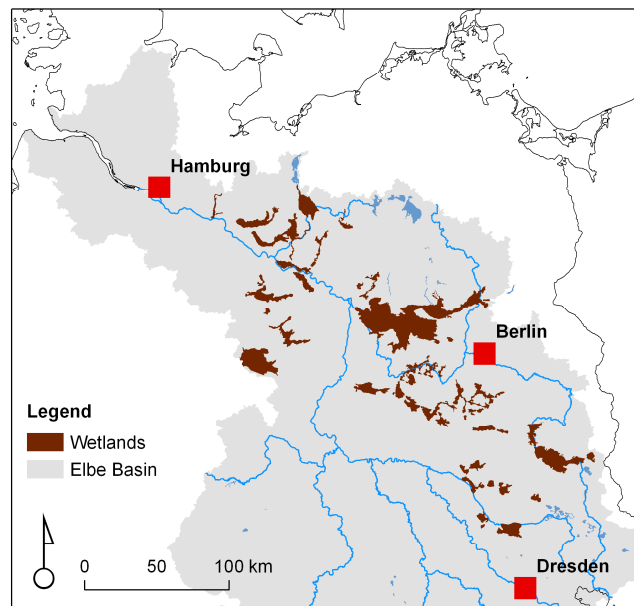 Hamburg
Berlin
Legend
Wetlands
Elbe Basin
0 50 100 km
Dresden